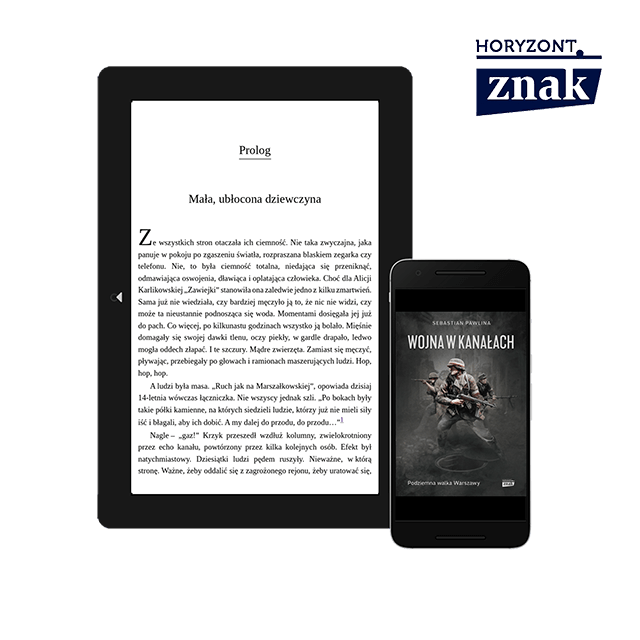 HORYZONT.
znak
Prolog
Mała, ubłocona dziewczyna
Ze wszystkich stron otaczała ich ciemność. Nie taka zwyczajna, jaka
panuje w pokoju po zgaszeniu światła, rozpraszana blaskiem zegarka czy
telefonu. Nie, to była ciemność totalna, niedająca się przeniknąć,
odmawiająca oswojenia, dławiąca i oplatająca człowieka. Choć dla Alicji
Karlikowskiej „Zawiejki” stanowiła ona zaledwie jedno z kilku zmartwień.
Sama już nie wiedziała, czy bardziej męczyło ją to, że nic nie widzi, czy
może ta nieustannie podnosząca się woda. Momentami dosięgała jej już
do pach. Co więcej, po kilkunastu godzinach wszystko ją bolało. Mięśnie
domagały się swojej dawki tlenu, oczy piekły, w gardle drapało, ledwo
mogła oddech złapać. I te szczury. Mądre zwierzęta. Zamiast się męczyć,
pływając, przebiegały po głowach i ramionach maszerujących ludzi. Hop,
hop, hop.
A ludzi była masa. „Ruch jak na Marszałkowskiej”, opowiada dzisiaj
14-letnia wówczas łączniczka. Nie wszyscy jednak szli. „Po bokach były
takie półki kamienne, na których siedzieli ludzie, którzy już nie mieli siły
iść i błagali, aby ich dobić. A my dalej do przodu, do przodu…”1
Nagle – „gaz!” Krzyk przeszedł wzdłuż kolumny, zwielokrotniony
przez echo kanału, powtórzony przez kilka kolejnych osób. Efekt był
natychmiastowy. Dziesiątki ludzi pędem ruszyły. Nieważne, w którą
stronę. Ważne, żeby oddalić się z zagrożonego rejonu, żeby uratować się,
SEBASTIAN PAWLINA
WOJNA W KANAŁACH
Podziemna walka Warszawy
znak